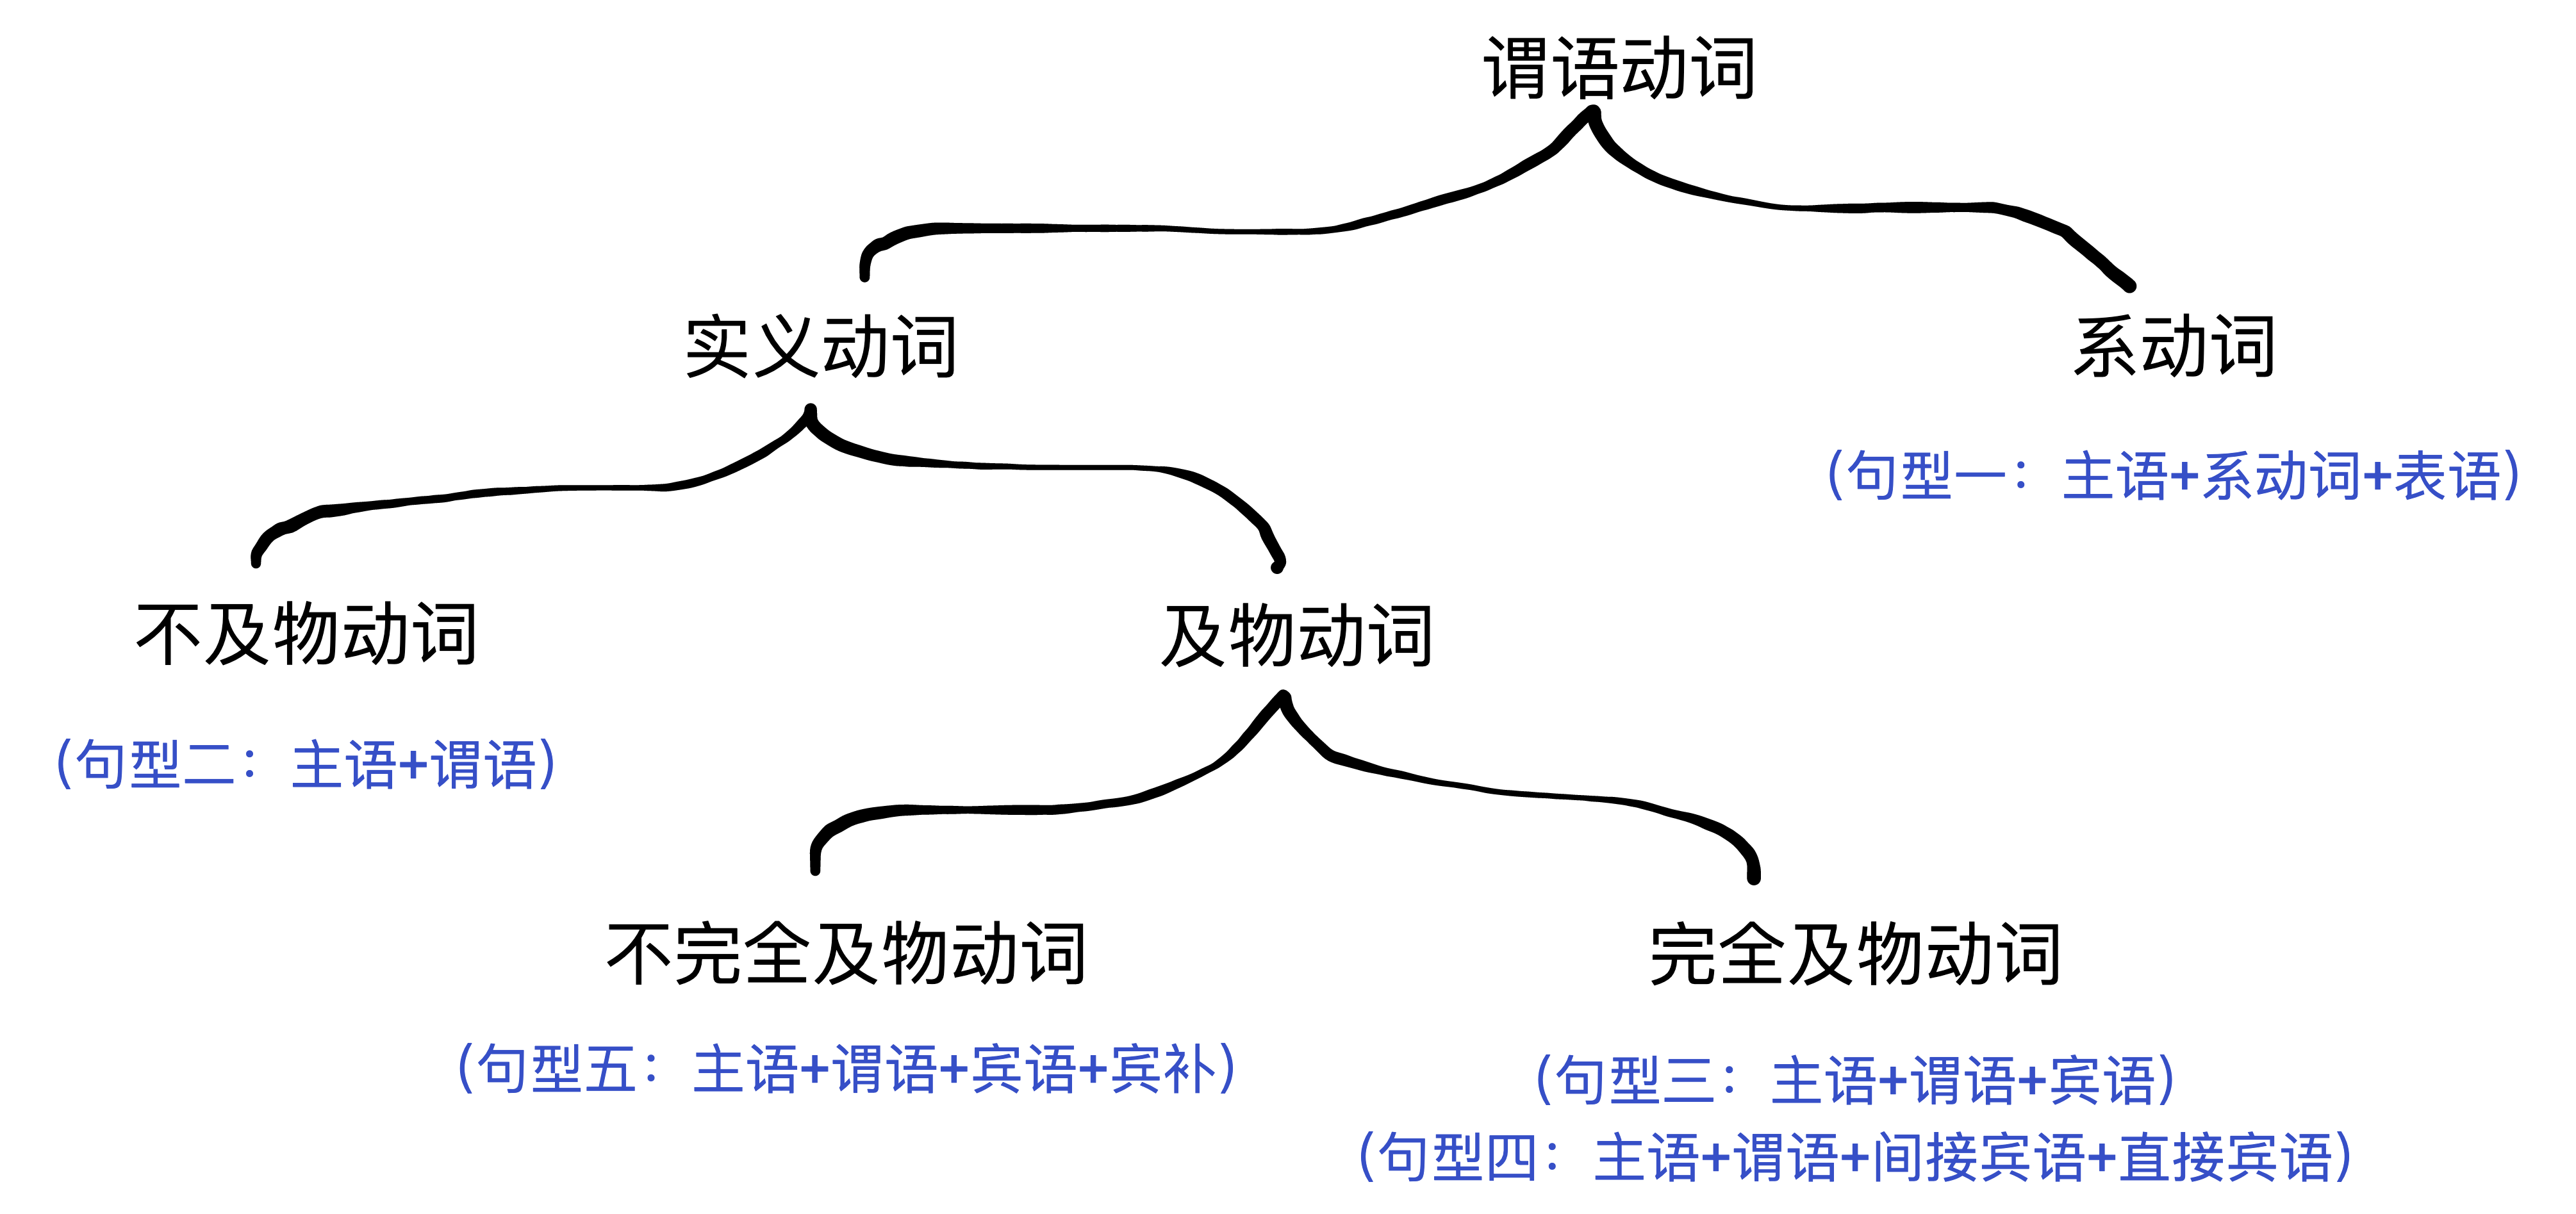 谓语动词
实义动词
系动词
(句型一：主语+系动词+表语)
不及物动词
及物动词
(句型二：主语+谓语)
不完全及物动词
完全及物动词
(句型五：主语+谓语+宾语+宾补)
(句型三：主语+谓语+宾语)
(句型四：主语+谓语+间接宾语+直接宾语)